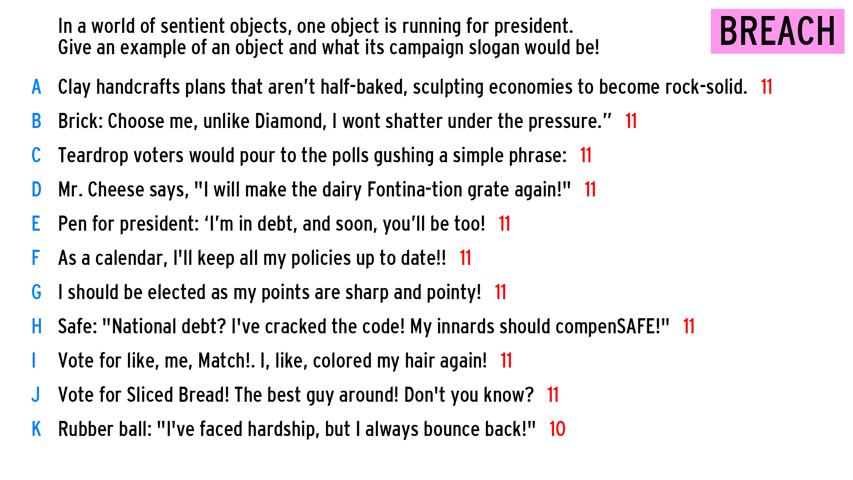 In a world of sentient objects, one object is running for president.
Give an example of an object and what its campaign slogan would be!
BREACH
A Clay handcrafts plans that aren't half-baked, sculpting economies to become rock-solid. 11
B Brick: Choose me, unlike Diamond, I wont shatter under the pressure.” 11
C Teardrop voters would pour to the polls gushing a simple phrase: 11
D Mr. Cheese says, "I will make the dairy Fontina-tion grate again!" 11
E Pen for president: ‘I’m in debt, and soon, you’ll be too! 11
F As a calendar, I'll keep all my policies up to date!! 11
G I should be elected as my points are sharp and pointy! 11
H Safe: "National debt? I've cracked the code! My innards should compenSAFE!" 11
I Vote for like, me, Match!. I, like, colored my hair again! 11
J Vote for Sliced Bread! The best guy around! Don't you know? 11
K Rubber ball: "I've faced hardship, but I always bounce back!" 10